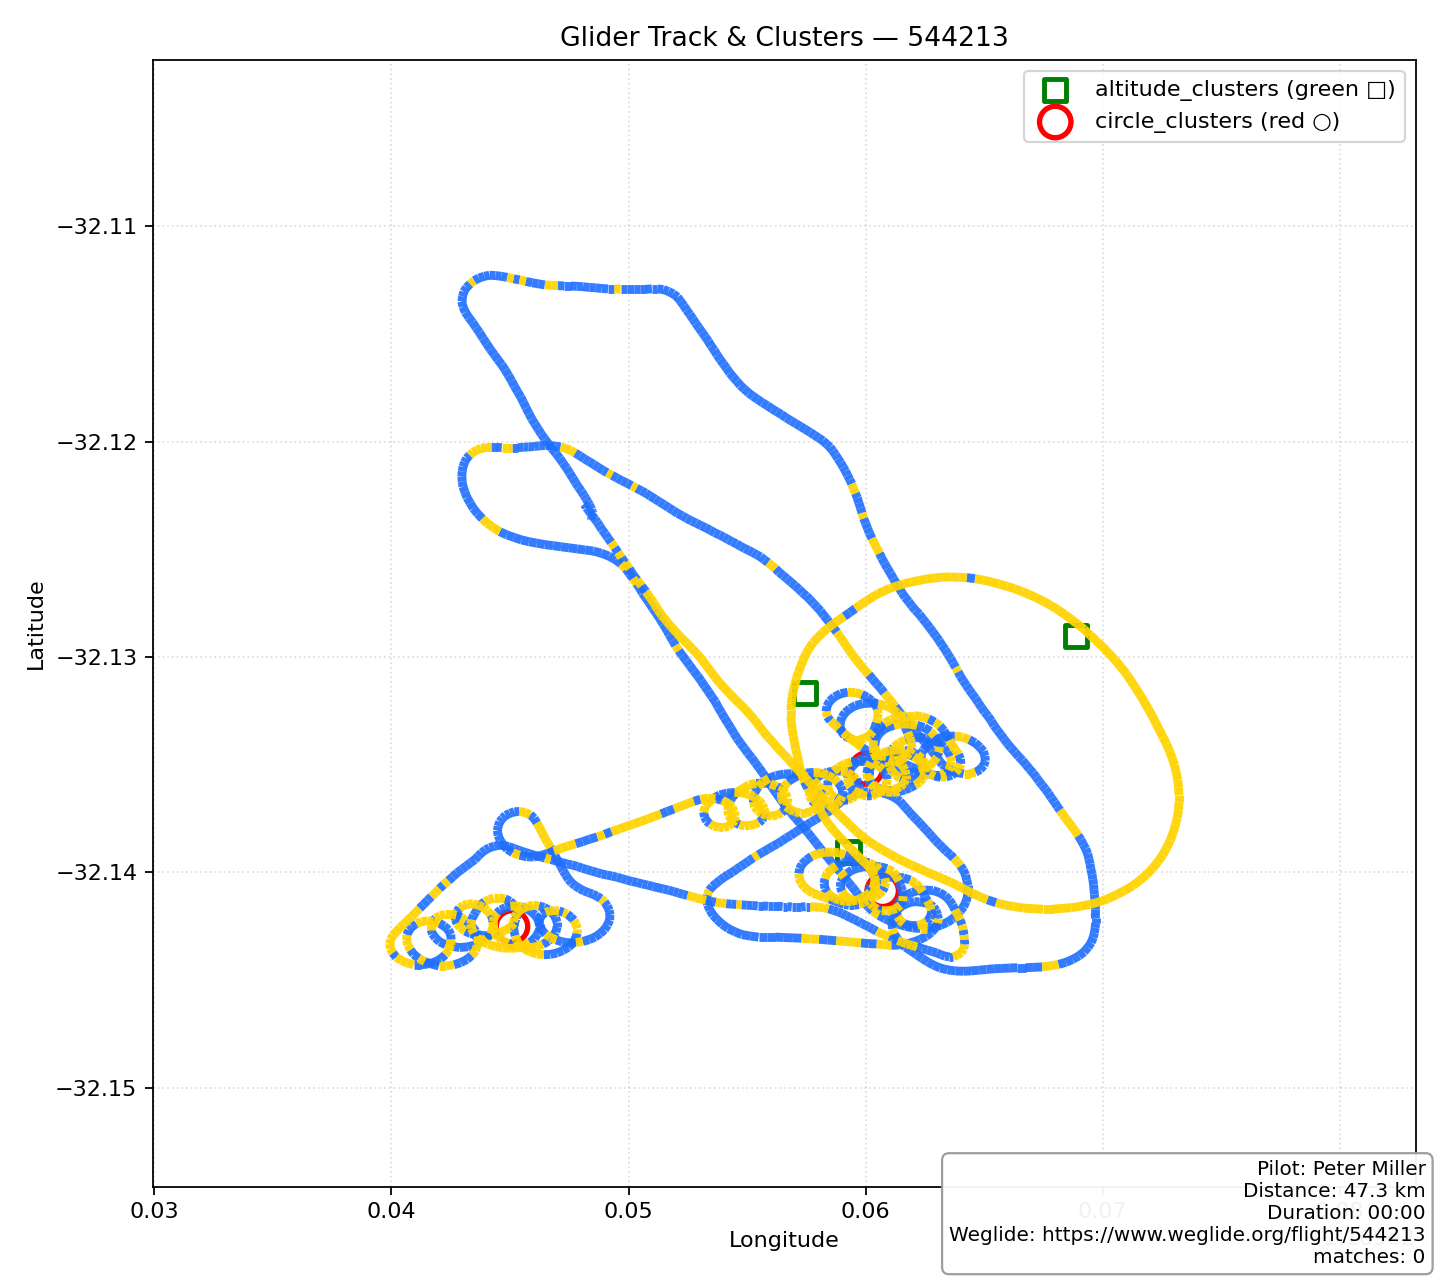 Glider Track & Clusters — 544213
altitude_clusters (green □)
circle_clusters (red ○)
−32.11
−32.12
−32.13
−32.14
−32.15
Latitude
0.03
0.04
0.05
0.06
0.07
Longitude
Pilot: Peter Miller
Distance: 47.3 km
Duration: 00:00
Weglide: https://www.weglide.org/flight/544213
matches: 0